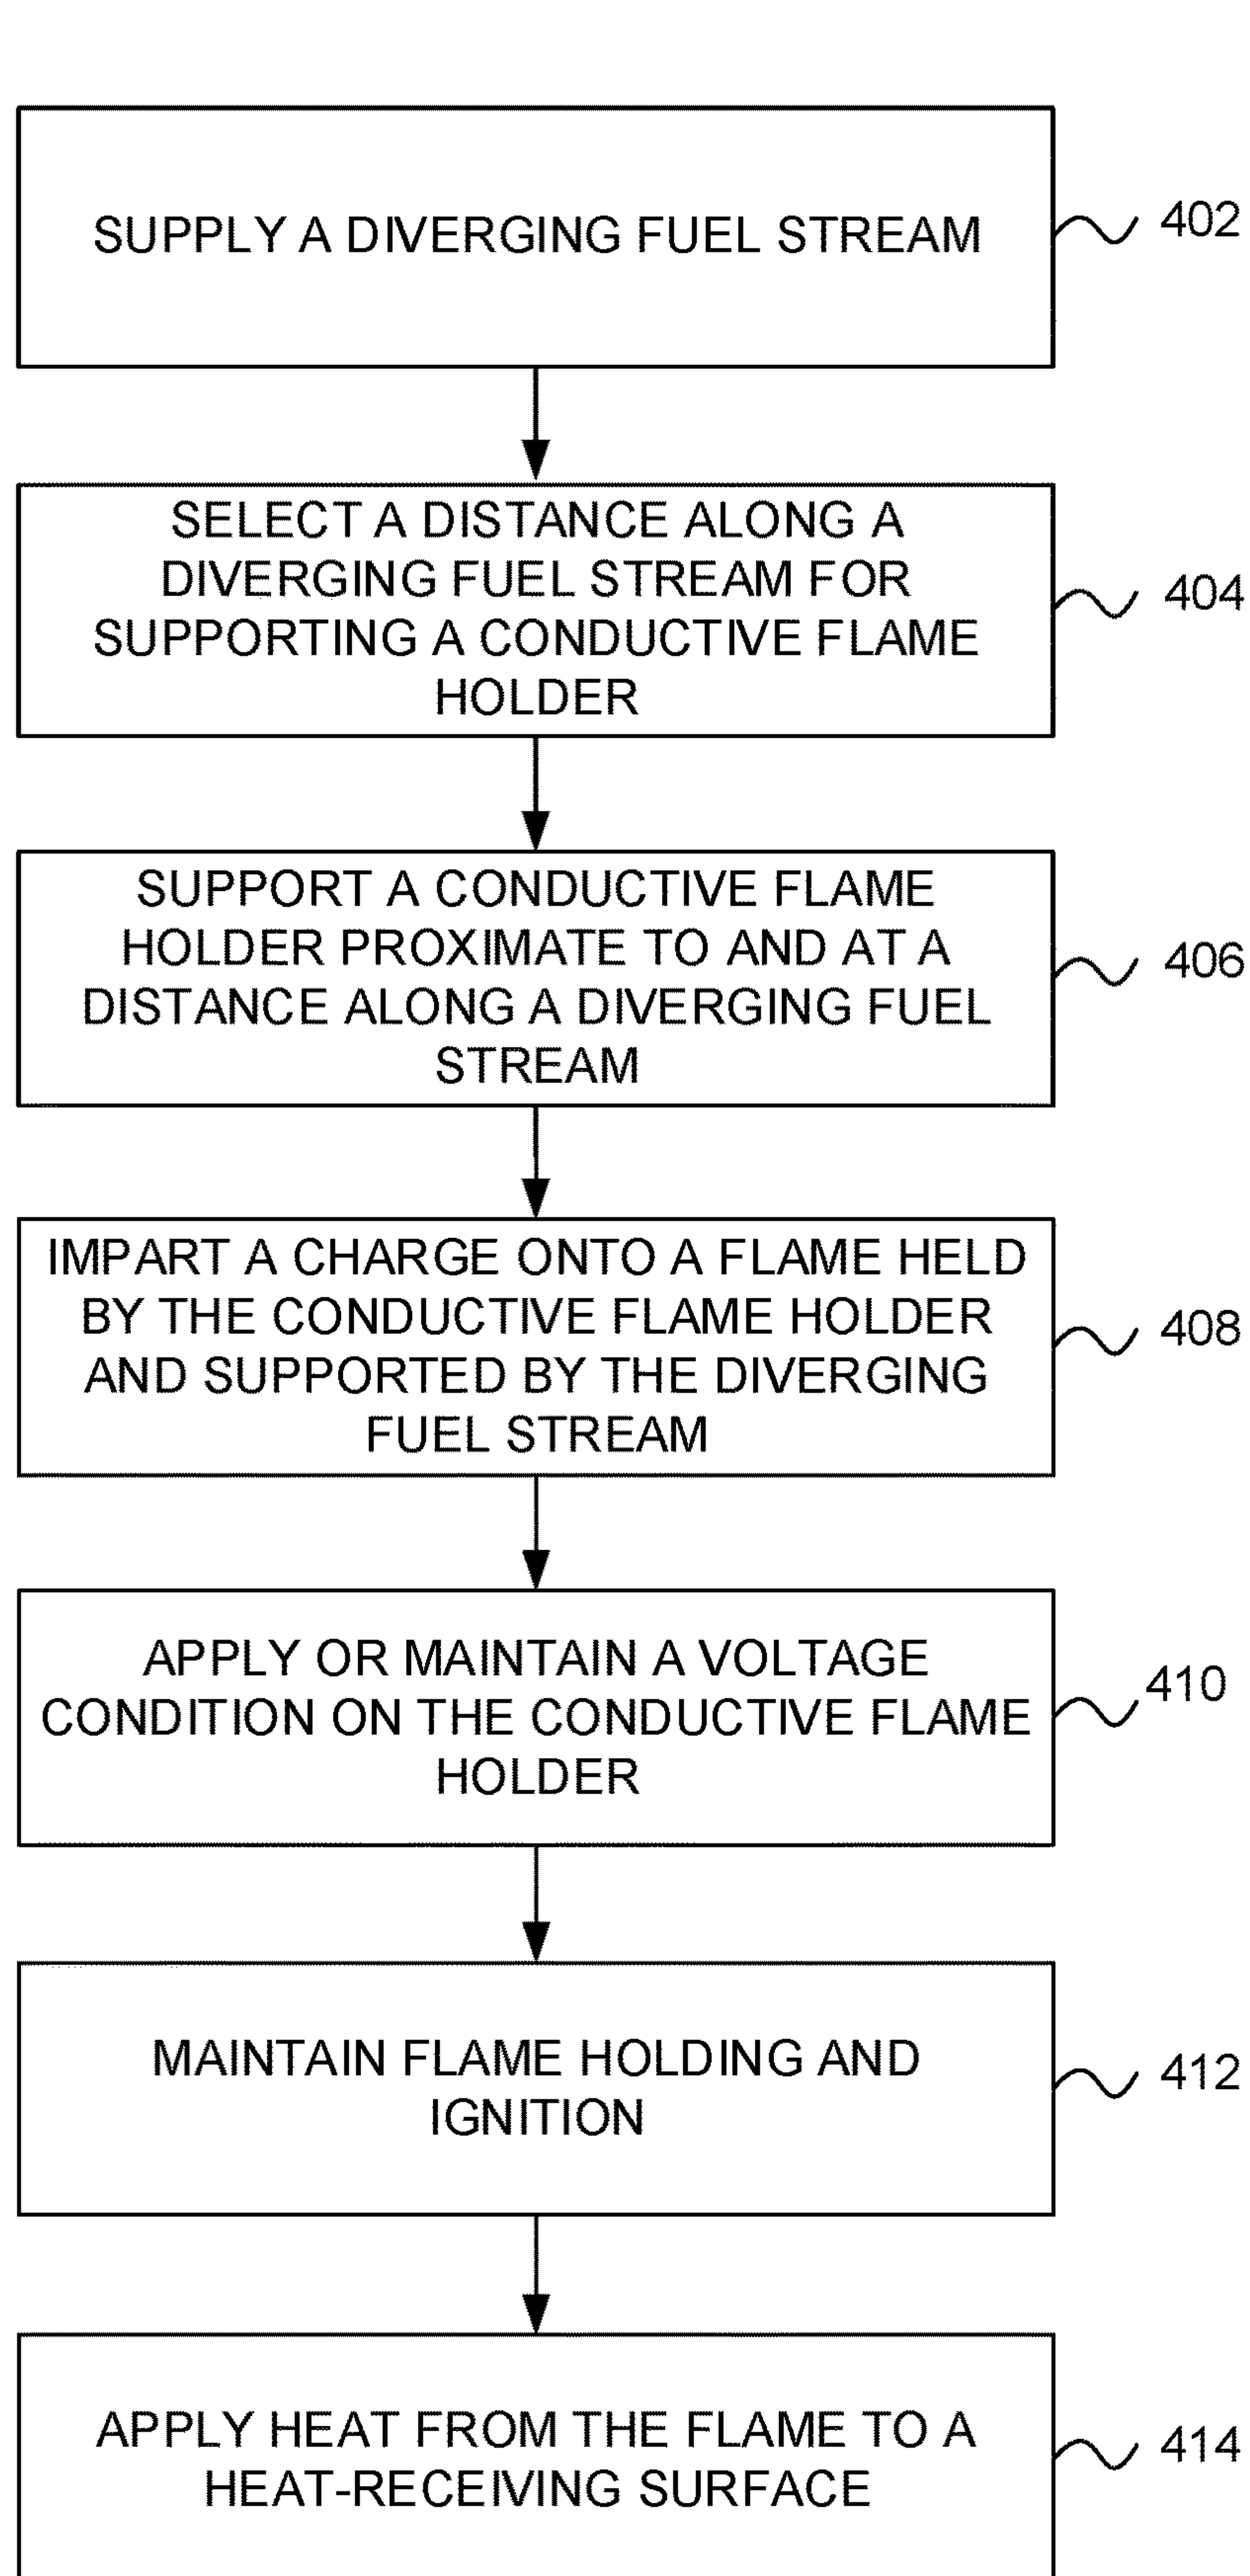 SUPPLY A DIVERGING FUEL STREAM
402
SELECT A DISTANCE ALONG A
DIVERGING FUEL STREAM FOR
SUPPORTING A CONDUCTIVE FLAME
HOLDER
404
SUPPORT A CONDUCTIVE FLAME
HOLDER PROXIMATE TO AND AT A
DISTANCE ALONG A DIVERGING FUEL
STREAM
406
IMPART A CHARGE ONTO A FLAME HELD
BY THE CONDUCTIVE FLAME HOLDER
AND SUPPORTED BY THE DIVERGING
FUEL STREAM
408
APPLY OR MAINTAIN A VOLTAGE
CONDITION ON THE CONDUCTIVE FLAME
HOLDER
410
MAINTAIN FLAME HOLDING AND
IGNITION
412
APPLY HEAT FROM THE FLAME TO A
HEAT-RECEIVING SURFACE
414